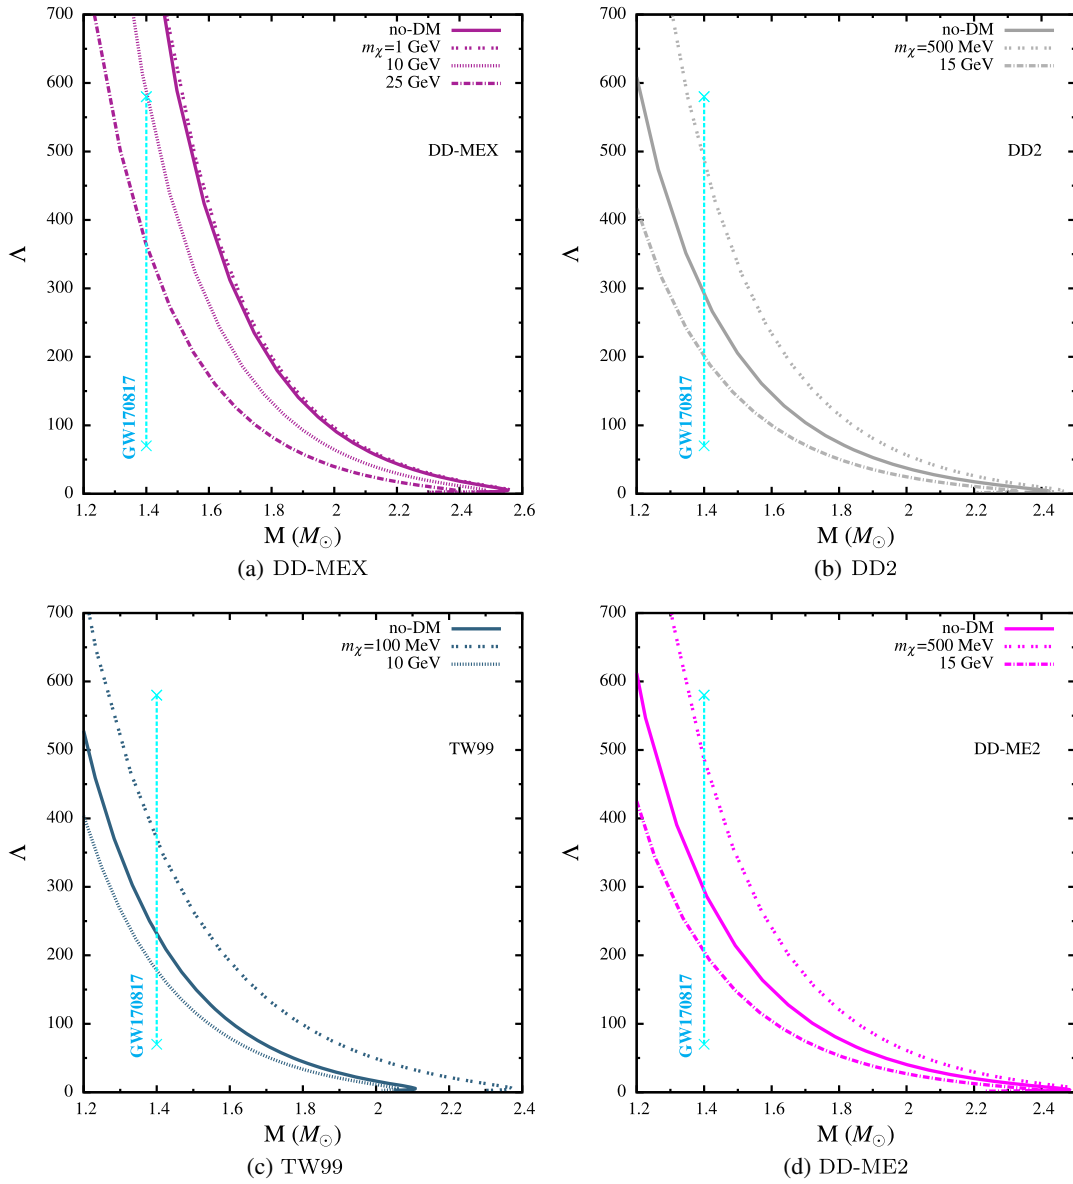 700
600
500
400
300
200
100
0
Λ
no-DM
mχ=1 GeV
10 GeV
25 GeV
DD-MEX
GW170817
1.2 1.4 1.6 1.8 2 2.2 2.4 2.6
M (M⊙)
(a) DD-MEX
700
600
500
400
300
200
100
0
Λ
no-DM
mχ=500 MeV
15 GeV
DD2
GW170817
1.2 1.4 1.6 1.8 2 2.2 2.4
M (M⊙)
(b) DD2
700
600
500
400
300
200
100
0
Λ
no-DM
mχ=100 MeV
10 GeV
TW99
GW170817
1.2 1.4 1.6 1.8 2 2.2 2.4
M (M⊙)
(c) TW99
700
600
500
400
300
200
100
0
Λ
no-DM
mχ=500 MeV
15 GeV
DD-ME2
GW170817
1.2 1.4 1.6 1.8 2 2.2 2.4
M (M⊙)
(d) DD-ME2